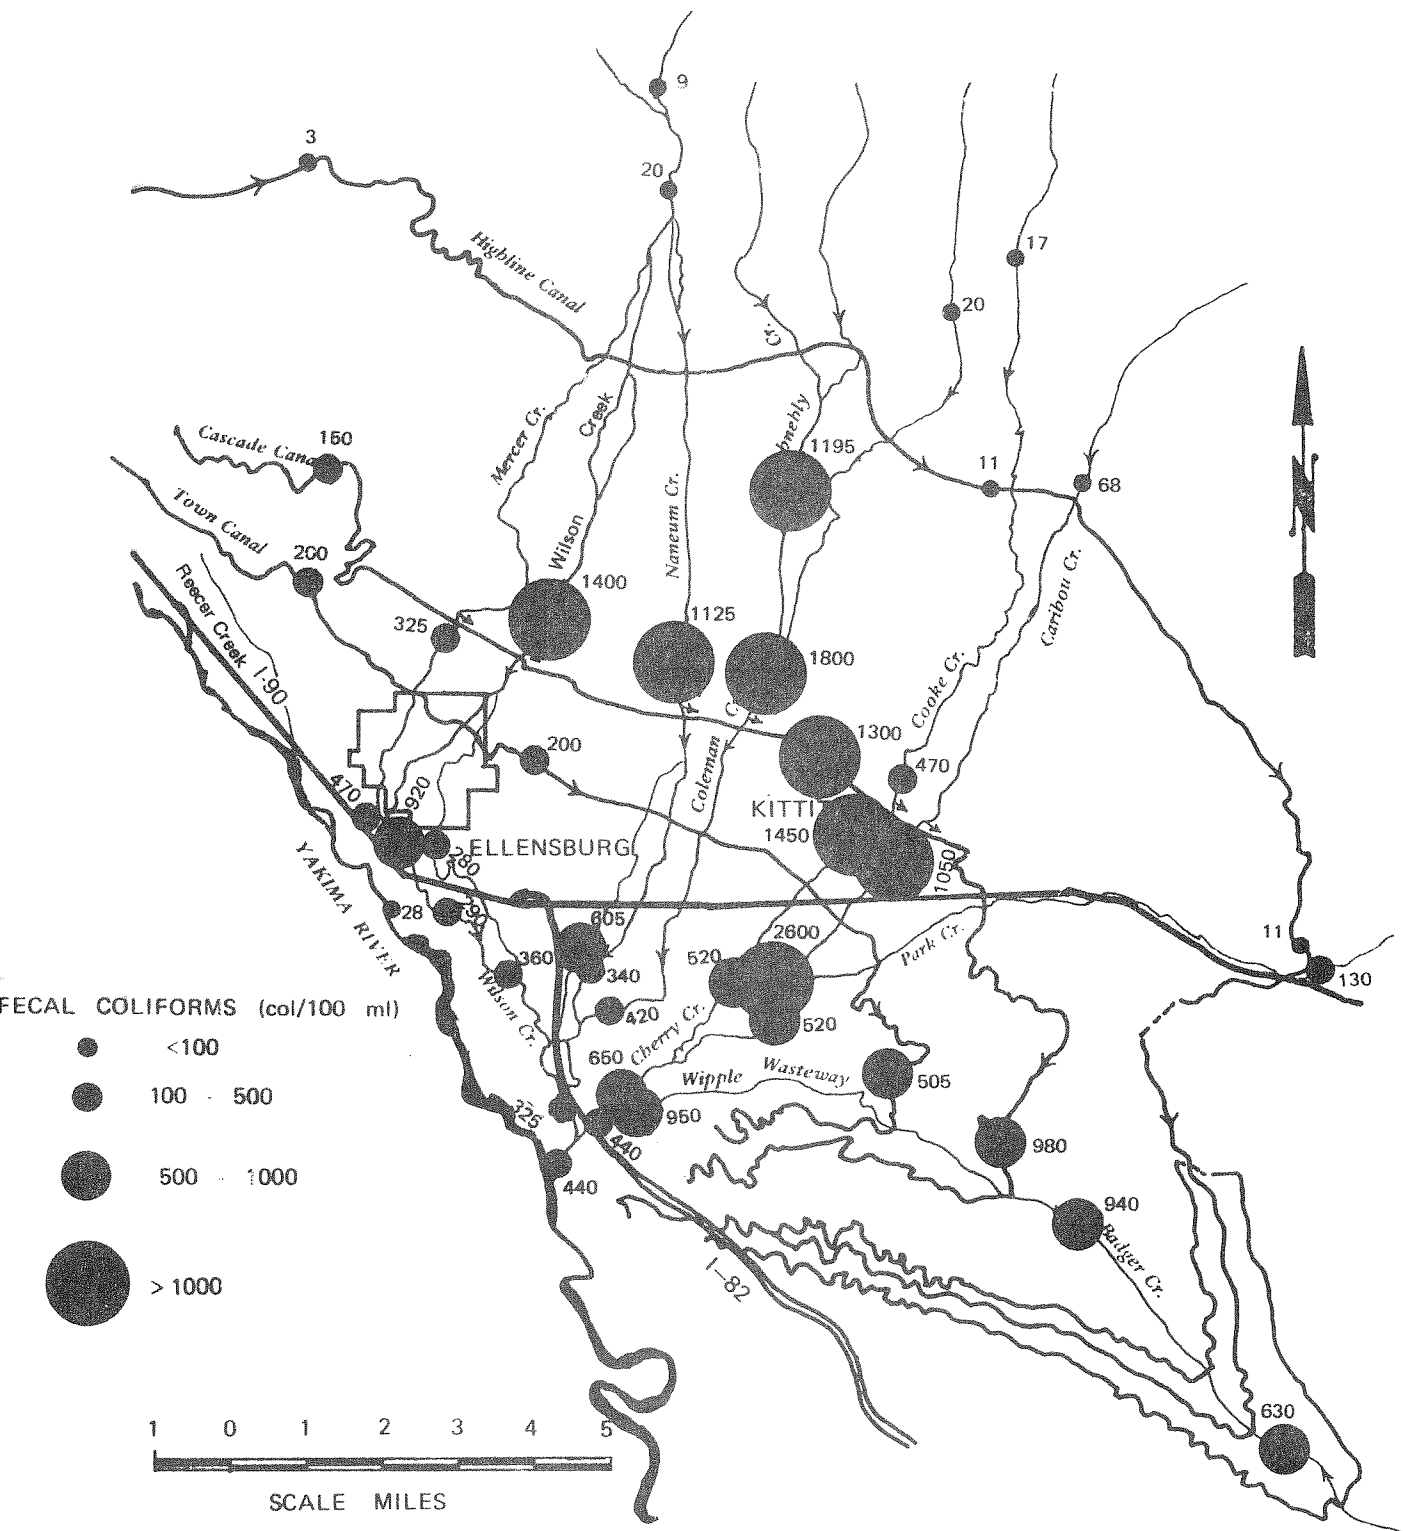 9
3
20
Highline Canal
17
20
Cr.
Mercer Cr.
Creek
Cascade Cana
150
1195
11
68
Town Canal
Naneum Cr.
200
Wilson
1400
Reecer Creek
325
1125
Caribou Cr.
1800
I-90
C
Cooke Cr.
1300
200
470
Coleman
470
920
KITTIT
1450
ELLENSBURG
280
1050
YAKIMA RIVER
28
605
2600
Park Cr.
11
360
520
340
130
FECAL COLIFORMS (col/100 ml)
Wilson Cr.
420
520
<100
Cherry Cr.
650
Wipple Wasteway
505
100 - 500
325
950
440
980
500 - 1000
440
940
Badger Cr.
> 1000
I-82
630
1 0 1 2 3 4 5
SCALE MILES